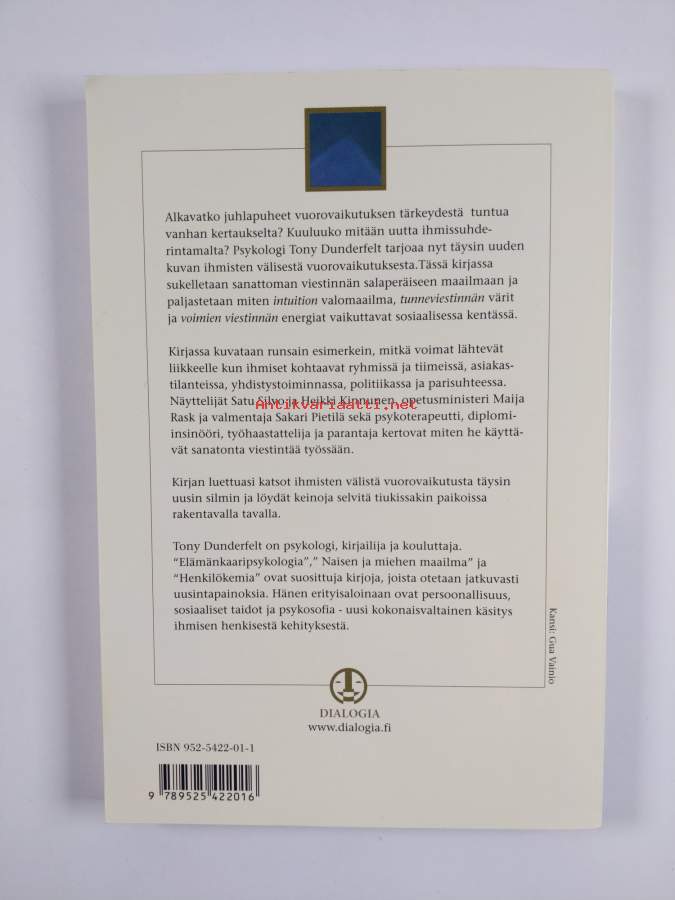 Alkavatko juhlapuheet vuorovaikutuksen tärkeydestä tuntua
vanhan kertaukselta? Kuuluuko mitään uutta ihmissuhde-
rintamalta? Psykologi Tony Dunderfelt tarjoaa nyt täysin uuden
kuvan ihmisten välisestä vuorovaikutuksesta.Tässä kirjassa
sukelletaan sanattoman viestinnän salaperäiseen maailmaan ja
paljastetaan miten intuition valomaailma, tunneviestinnän värit
ja voimien viestinnän energiat vaikuttavat sosiaalisessa kentässä.
Kirjassa kuvataan runsain esimerkein, mitkä voimat lähtevät
liikkeelle kun ihmiset kohtaavat ryhmissä ja tiimeissä, asiakas-
tilanteissa, yhdistystoiminnassa, politiikassa ja parisuhteessa.
Näyttelijät Satu Silvo ja Heikki Kinnunen, opetusministeri Maija
Antikvariaatti.net
Rask ja valmentaja Sakari Pietilä sekä psykoterapeutti, diplomi-
insinööri, työhaastattelija ja parantaja kertovat miten he käyttä-
vät sanatonta viestintää työssään.
Kirjan luettuasi katsot ihmisten välistä vuorovaikutusta täysin
uusin silmin ja löydät keinoja selvitä tiukissakin paikoissa
rakentavalla tavalla.
Tony Dunderfelt on psykologi, kirjailija ja kouluttaja.
“Elämänkaaripsykologia”,” Naisen ja miehen maailma” ja
“Henkilökemia” ovat suosittuja kirjoja, joista otetaan jatkuvasti
uusintapainoksia. Hänen erityisaloinaan ovat persoonallisuus,
sosiaaliset taidot ja psykosofia - uusi kokonaisvaltainen käsitys
ihmisen henkisestä kehityksestä.
Kansi: Gua Vainio
DIALOGIA
www.dialogia.fi
ISBN 952-5422-01-1
9 789525 422016